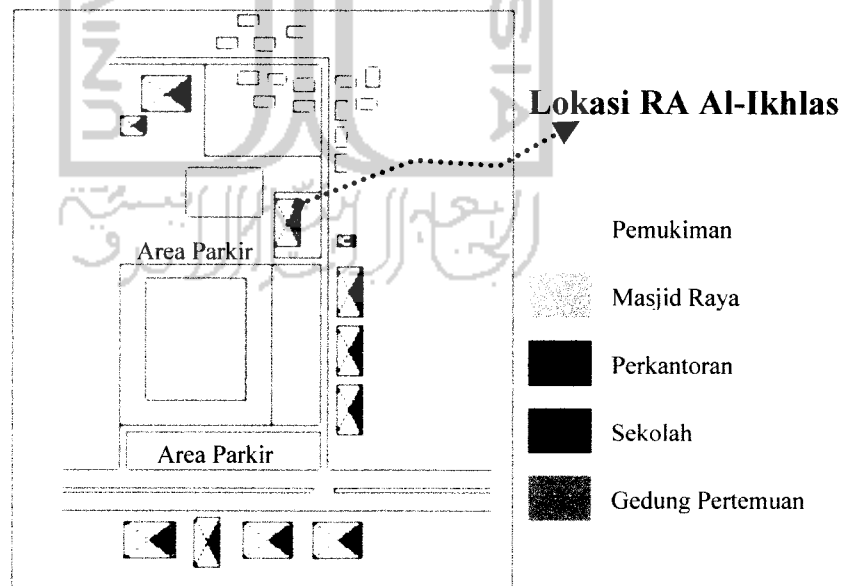 Lokasi RA Al-Ikhlas
Pemukiman
Area Parkir
Masjid Raya
Perkantoran
Sekolah
Area Parkir
Gedung Pertemuan